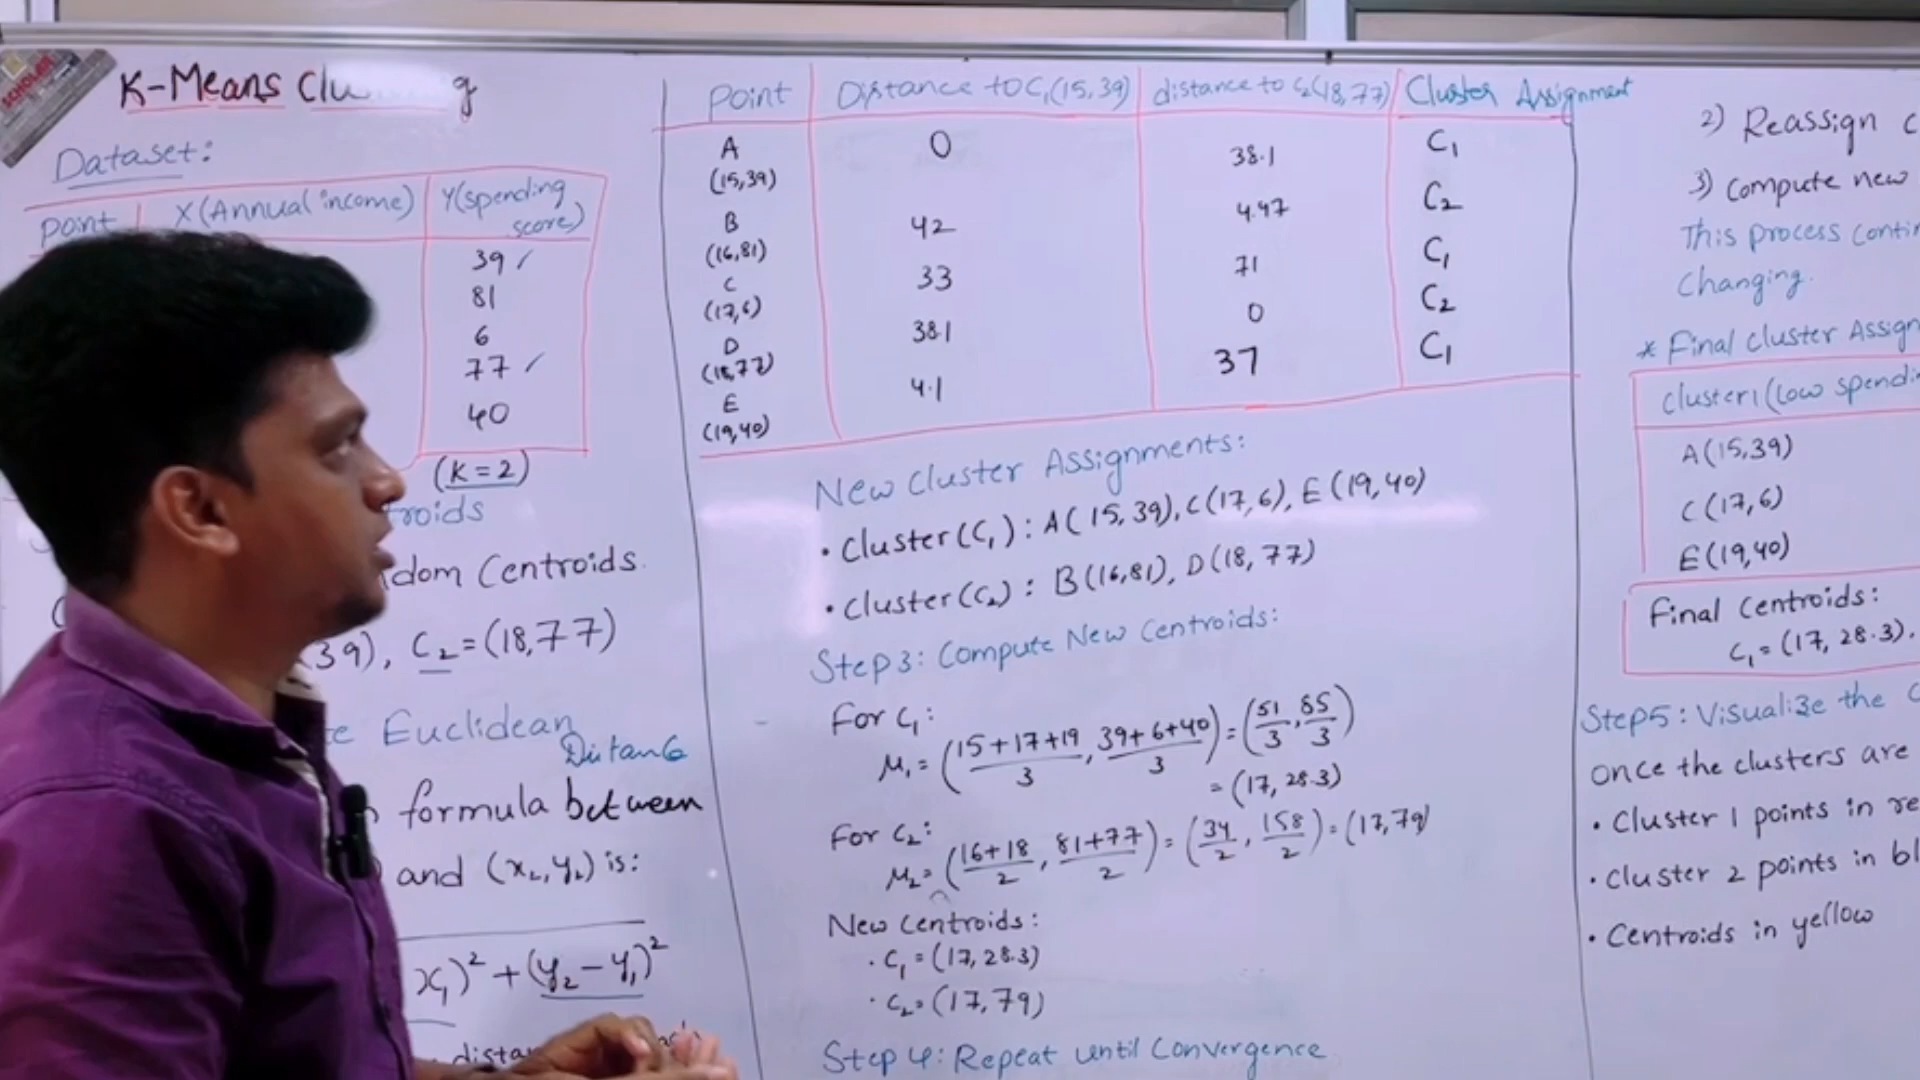 SCHOLAR
K-Means Clu
g
Dataset:
Point X (Annual income) Y (spending
score)
39 ✓
81
6
77 ✓
40
(K = 2)
troids
dom Centroids.
39), C₂ = (18,77)
te Euclidean
formula between
and (x₂, y₂) is:
x₁)² + (y₂ - y₁)²
Point Distance to C₁(15,39) distance to C₂(18,77) Cluster Assignment
A 0 38.1 C₁
(15,39)
B 42 4.47 C₂
(16,81)
C 33 71 C₁
(17,6)
D 38.1 0 C₂
(18,77)
E 4.1 37 C₁
(19,40)
New Cluster Assignments:
• Cluster (C₁) : A( 15, 39), C(17,6), E (19,40)
• Cluster (C₂) : B(16,81), D(18, 77)
Step 3: Compute New Centroids:
For C₁:
μ₁ = (15+17+19/3, 39+6+40/3) = (51/3, 85/3)
= (17, 28.3)
For C₂:
μ₂ = (16+18/2, 81+77/2) = (34/2, 158/2) = (17,79)
New Centroids:
• C₁ = (17, 28.3)
• C₂ = (17, 79)
Step 4: Repeat until Convergence
2) Reassign c
3) Compute new
This process contin
Changing.
* Final cluster Assign
cluster1 (Low spendi
A(15,39)
C(17,6)
E(19,40)
Final Centroids:
C₁ = (17, 28.3),
Step 5: Visualize the C
once the clusters are
• Cluster 1 points in re
• cluster 2 points in bl
• Centroids in yellow